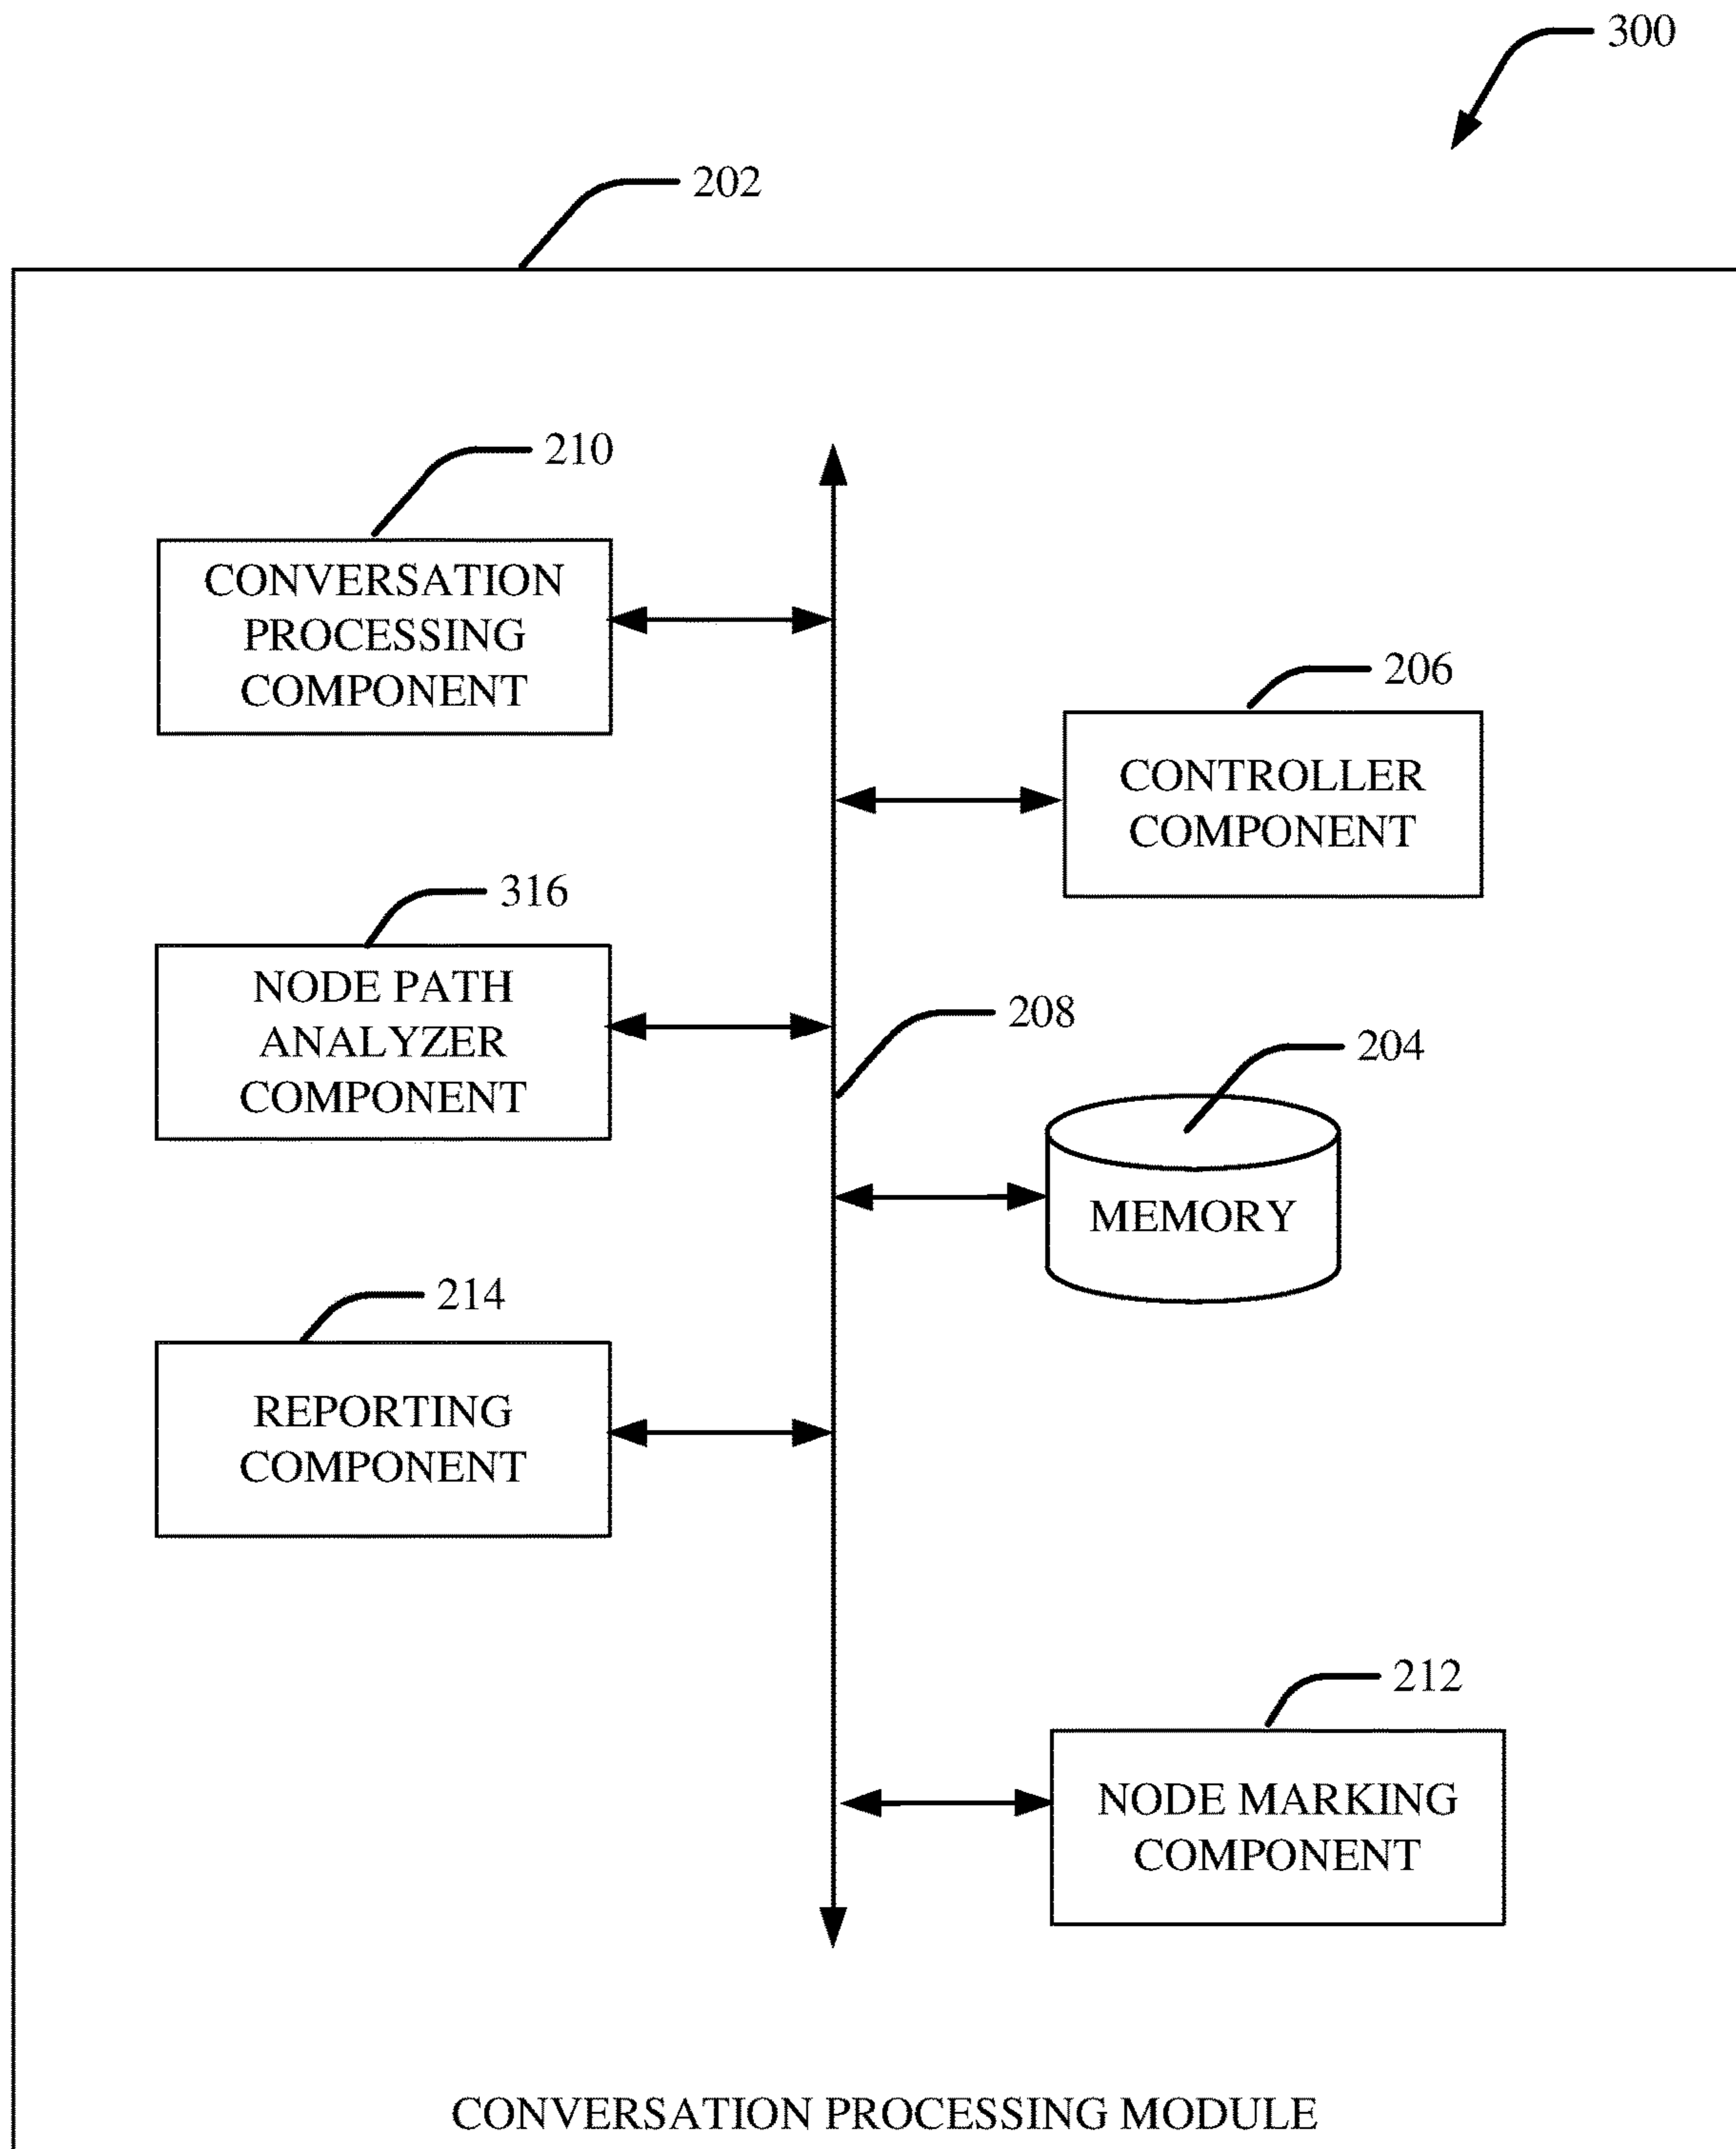 300
202
210
CONVERSATION
PROCESSING
COMPONENT
206
CONTROLLER
COMPONENT
316
NODE PATH
ANALYZER
COMPONENT
208
204
MEMORY
214
REPORTING
COMPONENT
212
NODE MARKING
COMPONENT
CONVERSATION PROCESSING MODULE